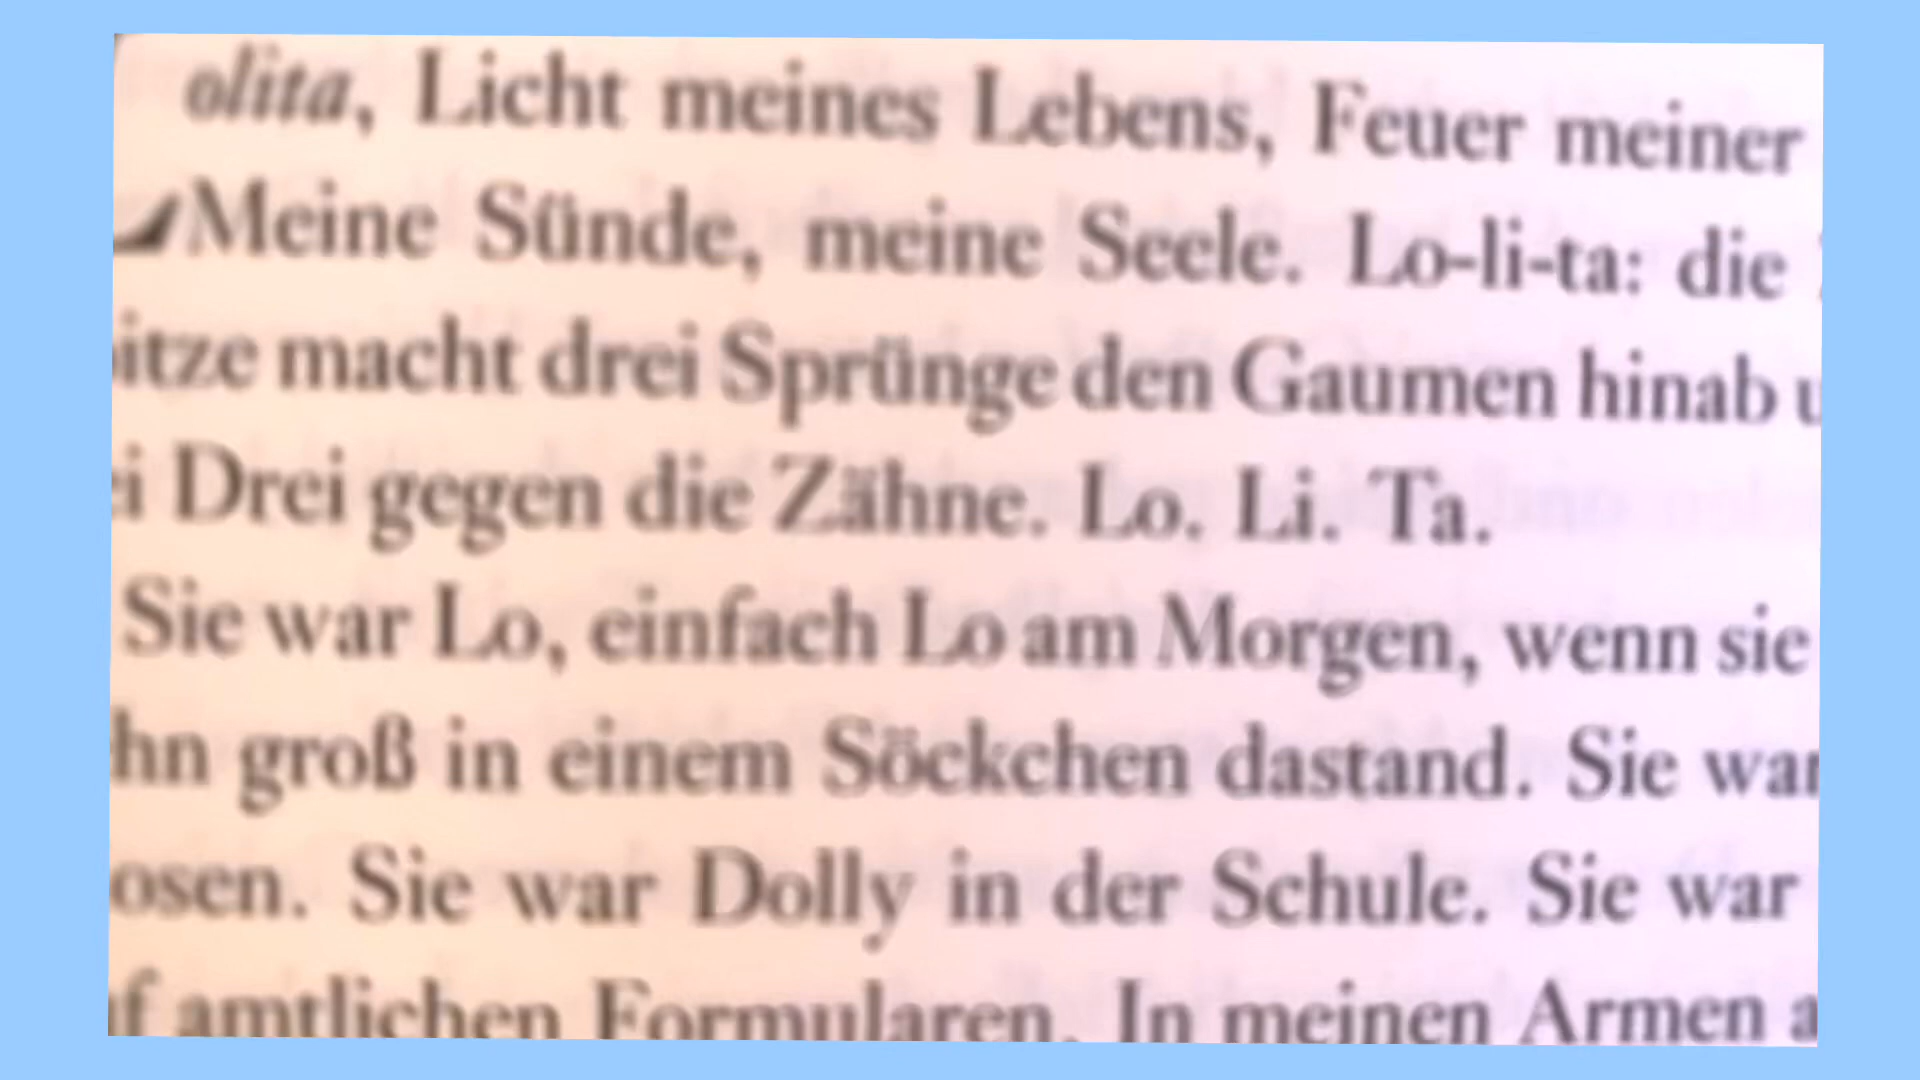 olita, Licht meines Lebens, Feuer meiner
Meine Sünde, meine Seele. Lo-li-ta: die
itze macht drei Sprünge den Gaumen hinab u
ei Drei gegen die Zähne. Lo. Li. Ta.
Sie war Lo, einfach Lo am Morgen, wenn sie
hn groß in einem Söckchen dastand. Sie war
osen. Sie war Dolly in der Schule. Sie war
f amtlichen Formularen. In meinen Armen a